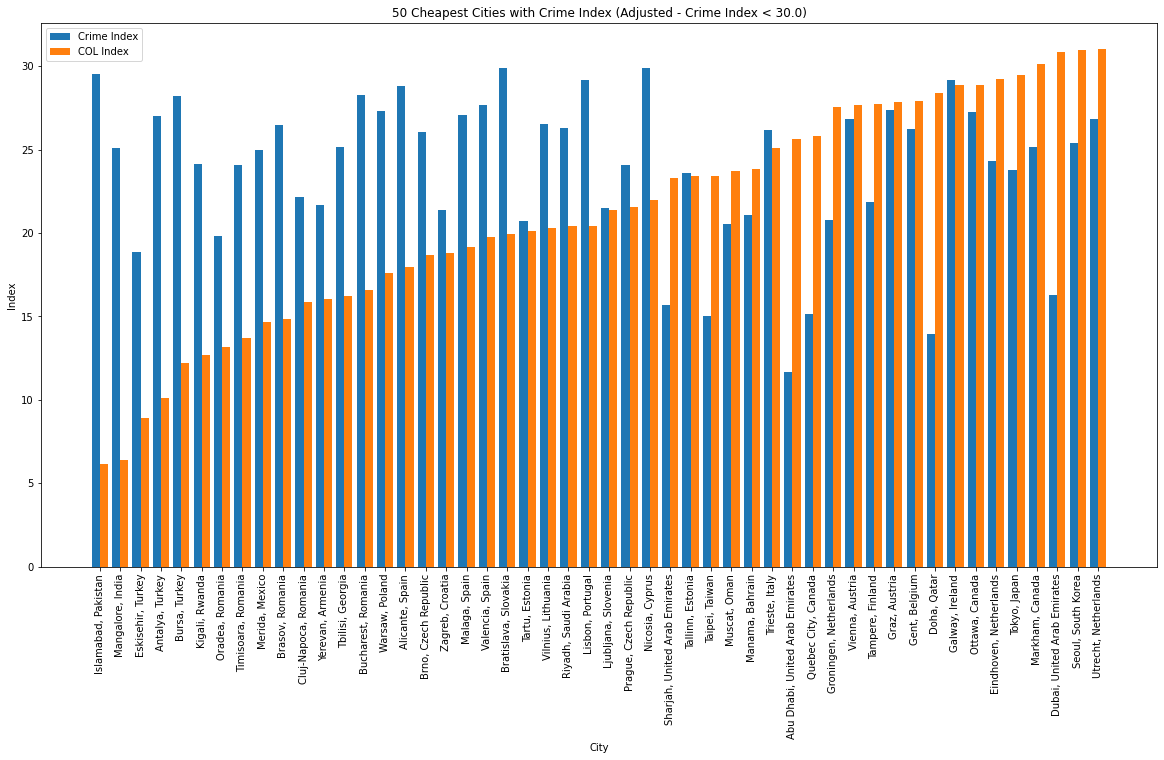 50 Cheapest Cities with Crime Index (Adjusted - Crime Index < 30.0)
Crime Index
COL Index
Index
30
25
20
15
10
5
0
Islamabad, Pakistan
Mangalore, India
Eskisehir, Turkey
Antalya, Turkey
Bursa, Turkey
Kigali, Rwanda
Oradea, Romania
Timisoara, Romania
Merida, Mexico
Brasov, Romania
Cluj-Napoca, Romania
Yerevan, Armenia
Tbilisi, Georgia
Bucharest, Romania
Warsaw, Poland
Alicante, Spain
Brno, Czech Republic
Zagreb, Croatia
Malaga, Spain
Valencia, Spain
Bratislava, Slovakia
Tartu, Estonia
Vilnius, Lithuania
Riyadh, Saudi Arabia
Lisbon, Portugal
Ljubljana, Slovenia
Prague, Czech Republic
Nicosia, Cyprus
Sharjah, United Arab Emirates
Tallinn, Estonia
Taipei, Taiwan
Muscat, Oman
Manama, Bahrain
Trieste, Italy
Abu Dhabi, United Arab Emirates
Quebec City, Canada
Groningen, Netherlands
Vienna, Austria
Tampere, Finland
Graz, Austria
Gent, Belgium
Doha, Qatar
Galway, Ireland
Ottawa, Canada
Eindhoven, Netherlands
Tokyo, Japan
Markham, Canada
Dubai, United Arab Emirates
Seoul, South Korea
Utrecht, Netherlands
City